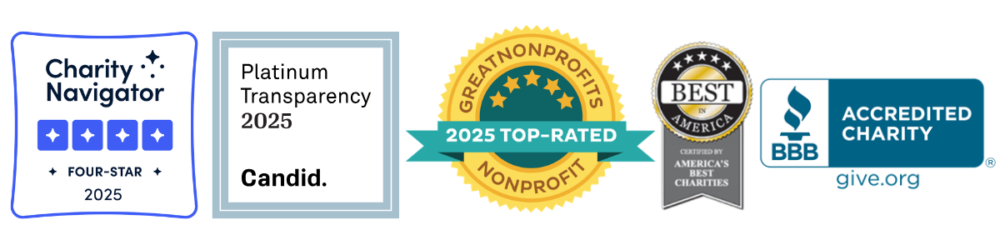 Charity
Navigator
FOUR-STAR
2025
Platinum
Transparency
2025
Candid.
GREATNONPROFITS
2025 TOP-RATED
NONPROFIT
BEST
IN
AMERICA
CERTIFIED BY
AMERICA'S
BEST
CHARITIES
BBB
ACCREDITED
CHARITY
®
give.org